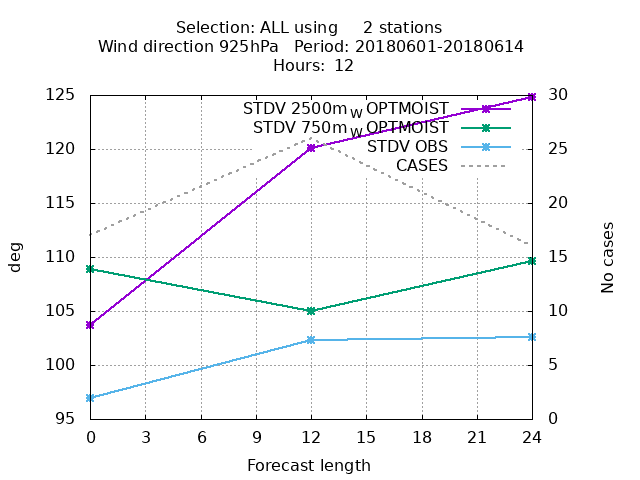 Selection: ALL using     2 stations
Wind direction 925hPa   Period: 20180601-20180614
Hours: 12
STDV 2500m_W OPTMOIST
STDV 750m_W OPTMOIST
STDV OBS
CASES
125
120
115
110
105
100
95
30
25
20
15
10
5
0
deg
No cases
0 3 6 9 12 15 18 21 24
Forecast length